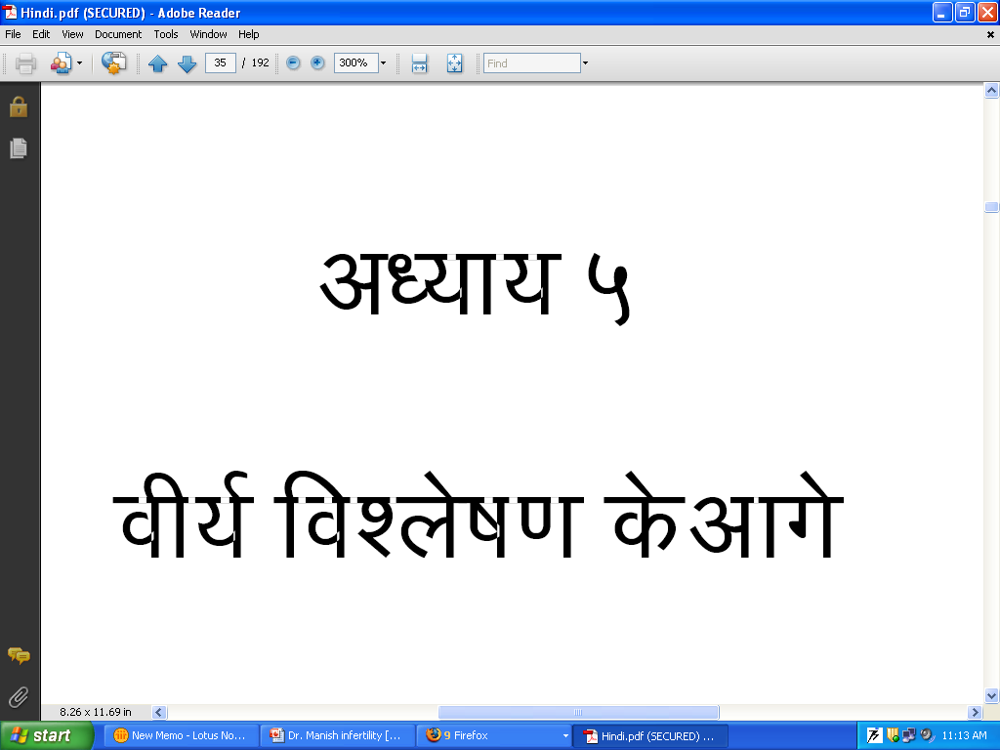 Hindi.pdf (SECURED) - Adobe Reader
File Edit View Document Tools Window Help
35 / 192 300% Find
अध्याय ५
वीर्य विश्लेषण केआगे
8.26 x 11.69 in
start New Memo - Lotus No... Dr. Manish infertility [... 9 Firefox Hindi.pdf (SECURED) ... 11:13 AM